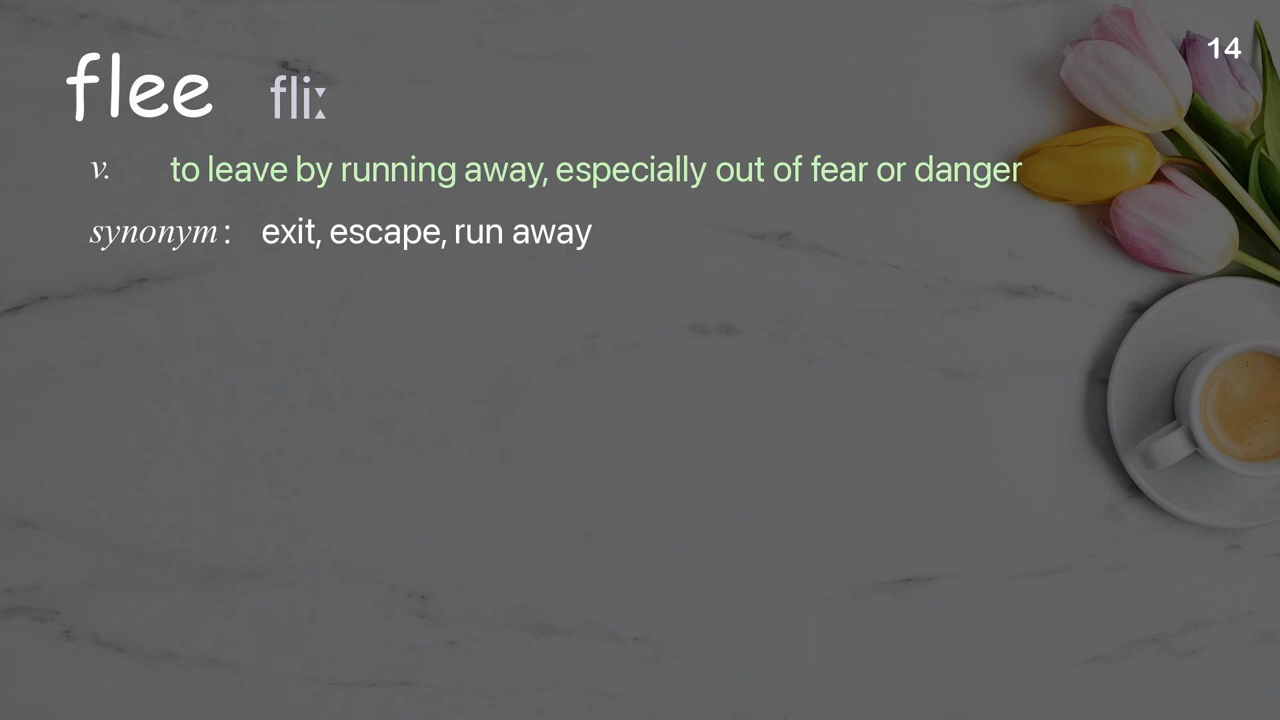 14
flee fliː
v. to leave by running away, especially out of fear or danger
synonym : exit, escape, run away